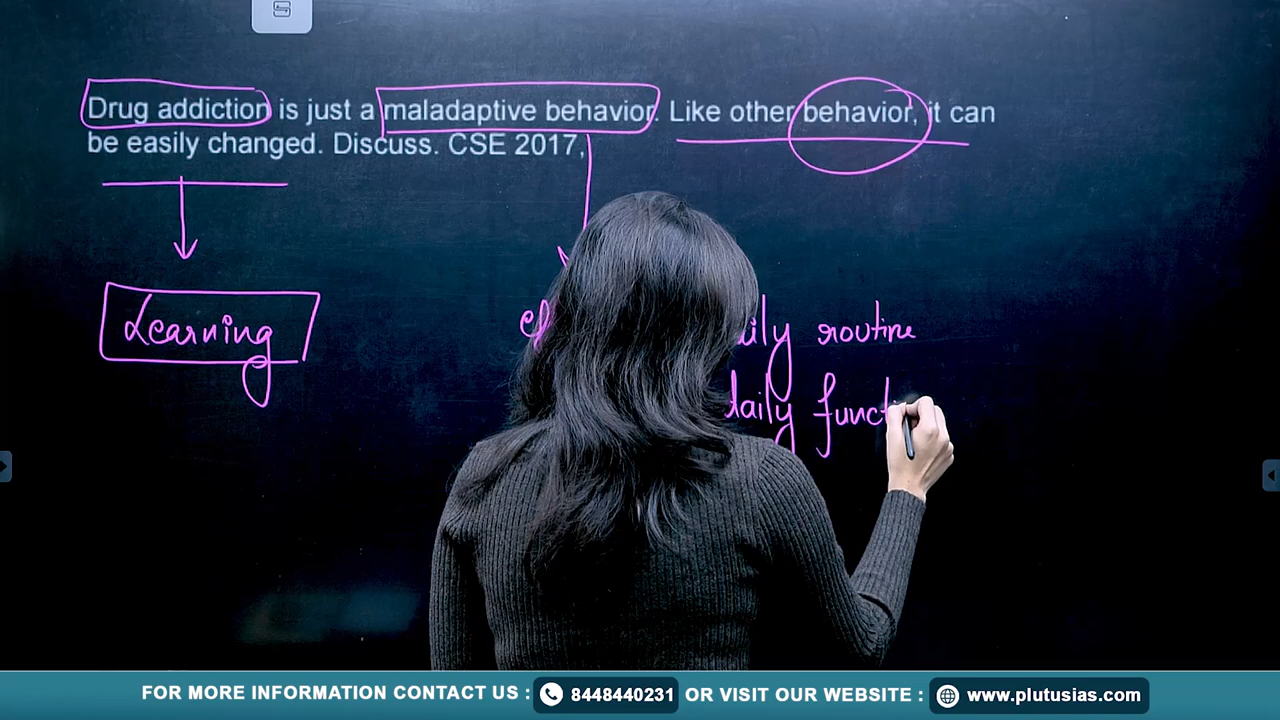 Drug addiction is just a maladaptive behavior. Like other behavior, it can
be easily changed. Discuss. CSE 2017,
Learning
routine
daily
FOR MORE INFORMATION CONTACT US : 8448440231 OR VISIT OUR WEBSITE : www.plutusias.com